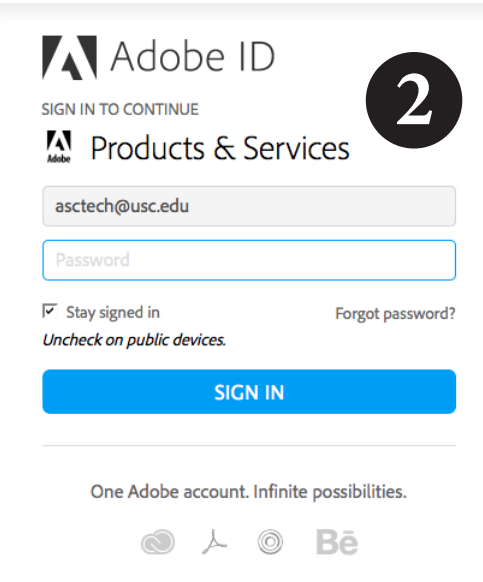 Adobe ID
2
SIGN IN TO CONTINUE
Adobe
Products & Services
asctech@usc.edu
Password
Stay signed in
Forgot password?
Uncheck on public devices.
SIGN IN
One Adobe account. Infinite possibilities.
Bē